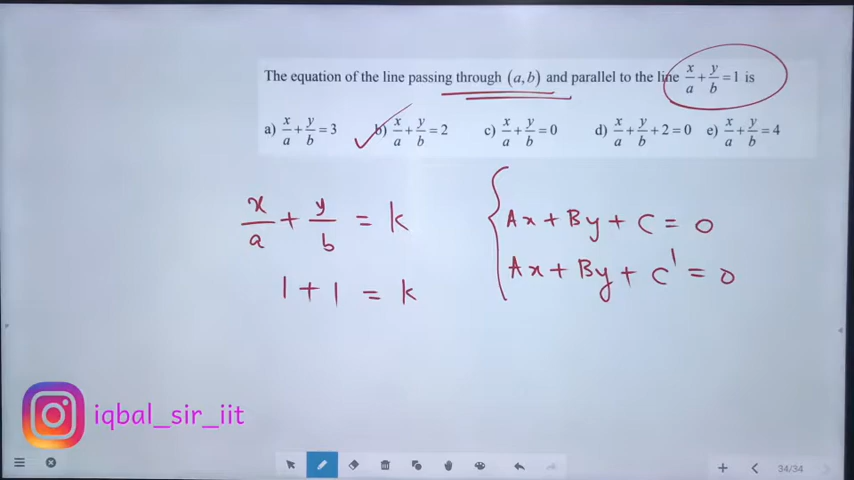 The equation of the line passing through (a,b) and parallel to the line x/a + y/b = 1 is
a) x/a + y/b = 3 b) x/a + y/b = 2 c) x/a + y/b = 0 d) x/a + y/b + 2 = 0 e) x/a + y/b = 4
x/a + y/b = k
1 + 1 = k
Ax + By + C = 0
Ax + By + C' = 0
iqbal_sir_iit
34/34